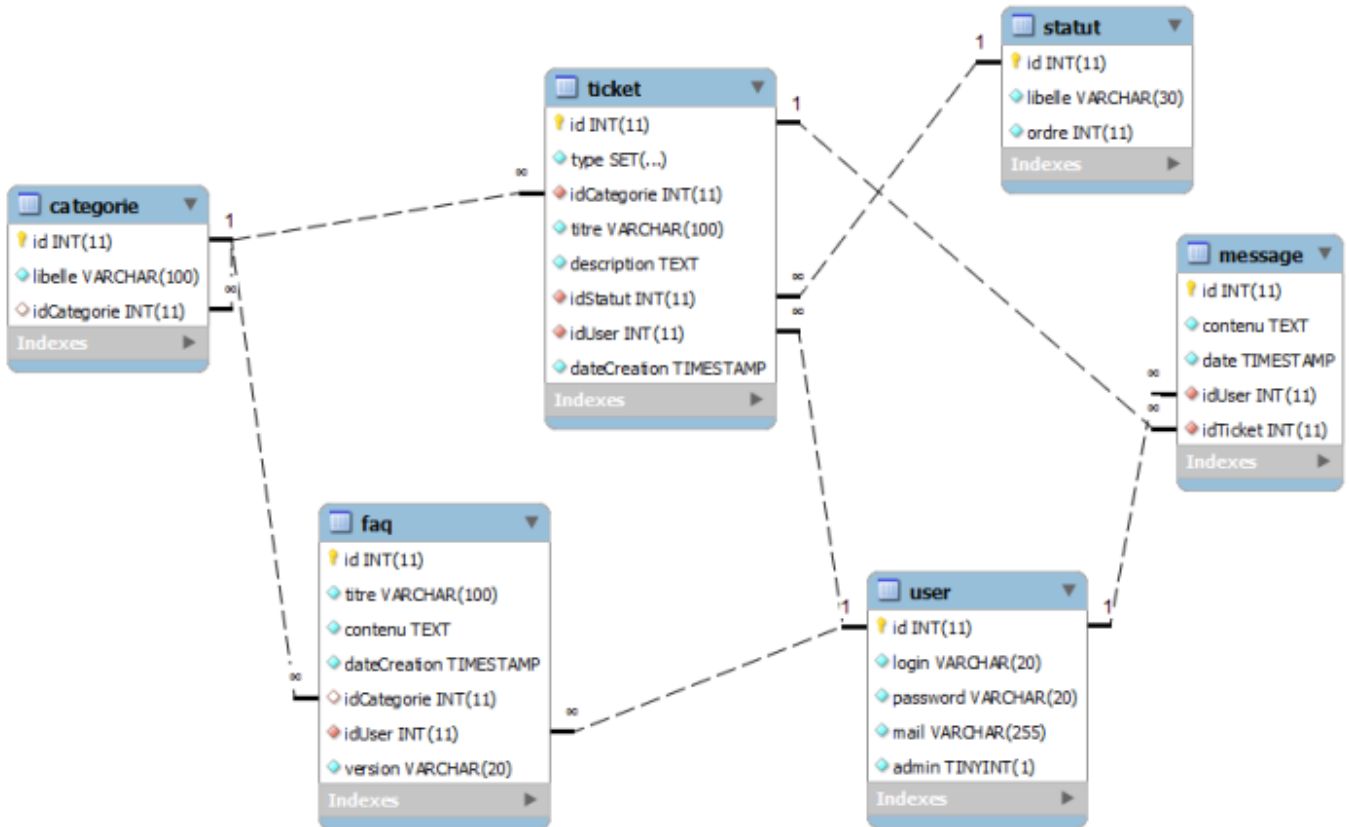 statut
1
id INT(11)
libelle VARCHAR(30)
ordre INT(11)
Indexes
ticket
1
id INT(11)
type SET(...)
∞
idCategorie INT(11)
titre VARCHAR(100)
description TEXT
∞
idStatut INT(11)
∞
idUser INT(11)
dateCreation TIMESTAMP
Indexes
categorie
1
id INT(11)
libelle VARCHAR(100)
∞
idCategorie INT(11)
Indexes
message
id INT(11)
contenu TEXT
date TIMESTAMP
∞
idUser INT(11)
∞
idTicket INT(11)
Indexes
faq
id INT(11)
titre VARCHAR(100)
contenu TEXT
dateCreation TIMESTAMP
∞
idCategorie INT(11)
∞
idUser INT(11)
version VARCHAR(20)
Indexes
user
1
1
id INT(11)
login VARCHAR(20)
password VARCHAR(20)
mail VARCHAR(255)
admin TINYINT(1)
Indexes